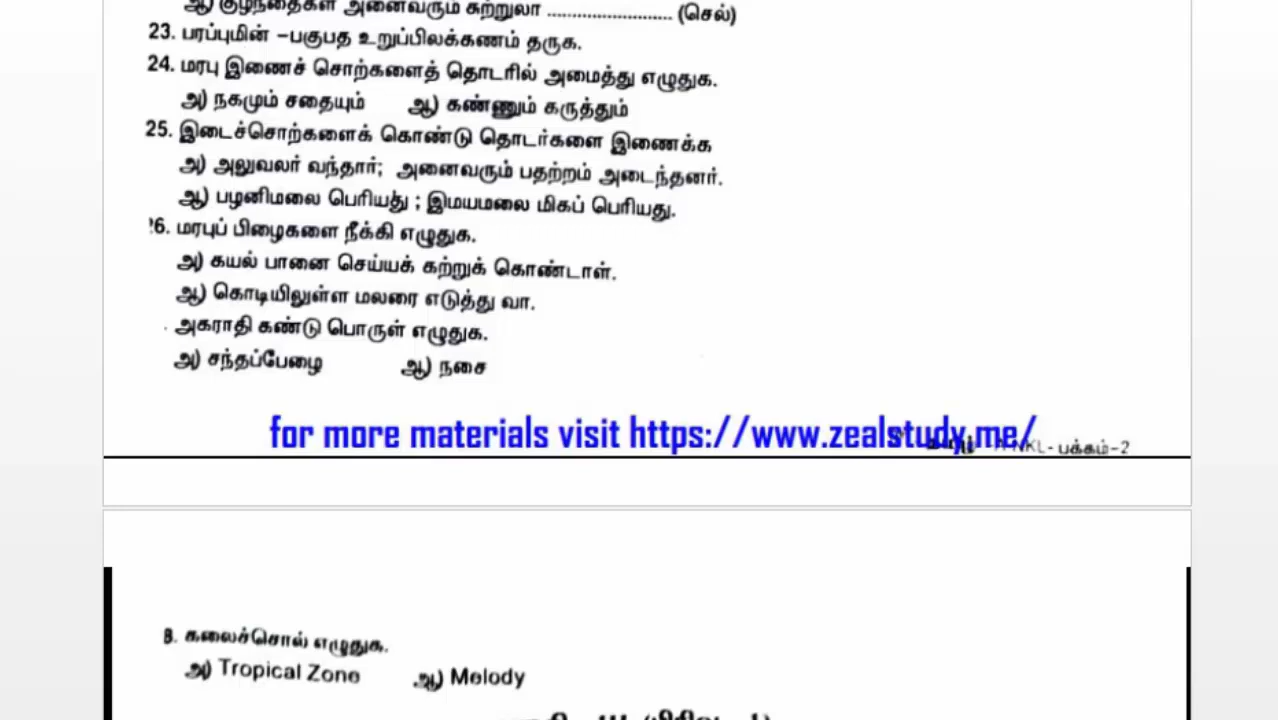 ஆ) குழந்தைகள் அனைவரும் சுற்றுலா ......................... (செல்)
23. பரப்புமின் –பகுபத உறுப்பிலக்கணம் தருக.
24. மரபு இணைச் சொற்களைத் தொடரில் அமைத்து எழுதுக.
அ) நகமும் சதையும் ஆ) கண்ணும் கருத்தும்
25. இடைச்சொற்களைக் கொண்டு தொடர்களை இணைக்க
அ) அலுவலர் வந்தார்; அனைவரும் பதற்றம் அடைந்தனர்.
ஆ) பழனிமலை பெரியது ; இமயமலை மிகப் பெரியது.
26. மரபுப் பிழைகளை நீக்கி எழுதுக.
அ) கயல் பானை செய்யக் கற்றுக் கொண்டாள்.
ஆ) கொடியிலுள்ள மலரை எடுத்து வா.
. அகராதி கண்டு பொருள் எழுதுக.
அ) சந்தப்பேழை ஆ) நசை
for more materials visit https://www.zealstudy.me/
NKL- பக்கம்-2
8. கலைச்சொல் எழுதுக.
அ) Tropical Zone ஆ) Melody